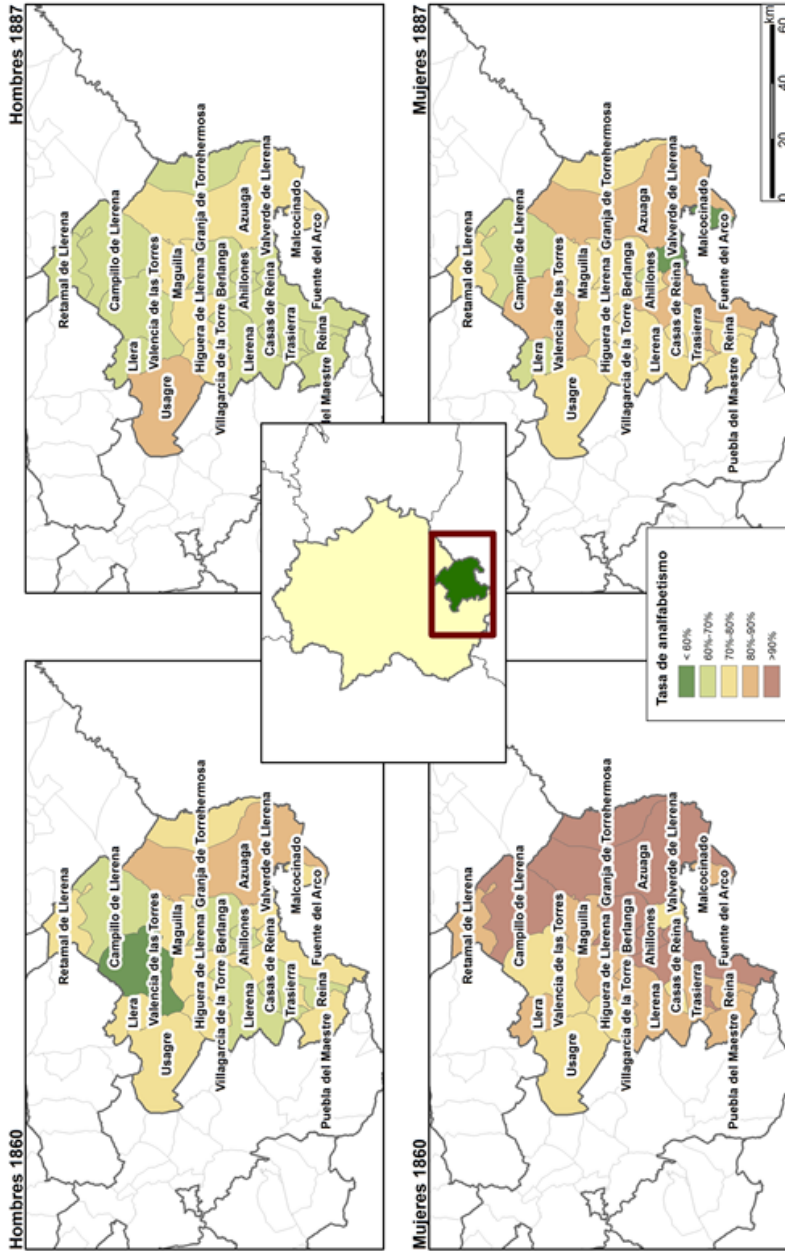 Hombres 1860
Retamal de Llerena
Campillo de Llerena
Llera
Valencia de las Torres
Usagre
Maguilla
Higuera de Llerena
Granja de Torrehermosa
Villagarcía de la Torre
Berlanga
Azuaga
Ahillones
Llerena
Valverde de Llerena
Casas de Reina
Malcocinado
Trasierra
Fuente del Arco
Reina
Puebla del Maestre
Hombres 1887
Retamal de Llerena
Campillo de Llerena
Llera
Valencia de las Torres
Usagre
Maguilla
Higuera de Llerena
Granja de Torrehermosa
Villagarcía de la Torre
Berlanga
Azuaga
Ahillones
Llerena
Valverde de Llerena
Casas de Reina
Malcocinado
Trasierra
Fuente del Arco
Reina
del Maestre
Mujeres 1860
Retamal de Llerena
Campillo de Llerena
Llera
Valencia de las Torres
Usagre
Maguilla
Higuera de Llerena
Granja de Torrehermosa
Villagarcía de la Torre
Berlanga
Azuaga
Ahillones
Llerena
Valverde de Llerena
Casas de Reina
Malcocinado
Trasierra
Fuente del Arco
Reina
Puebla del Maestre
Tasa de analfabetismo
< 60%
60%-70%
70%-80%
80%-90%
>90%
Mujeres 1887
Retamal de Llerena
Campillo de Llerena
Llera
Valencia de las Torres
Usagre
Maguilla
Higuera de Llerena
Granja de Torrehermosa
Villagarcía de la Torre
Berlanga
Azuaga
Ahillones
Llerena
Valverde de Llerena
Casas de Reina
Malcocinado
Trasierra
Fuente del Arco
Reina
Puebla del Maestre
km
0 20 40 60